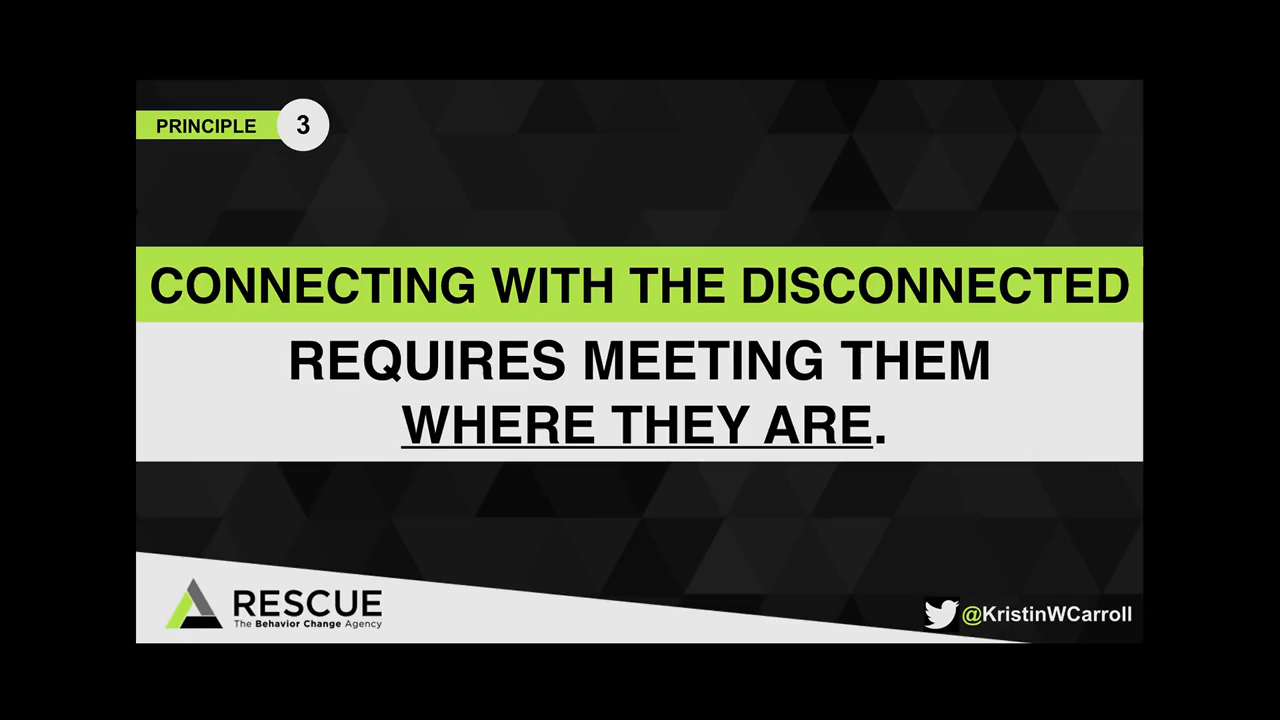 PRINCIPLE 3
CONNECTING WITH THE DISCONNECTED
REQUIRES MEETING THEM
WHERE THEY ARE.
RESCUE
The Behavior Change Agency
@KristinWCarroll